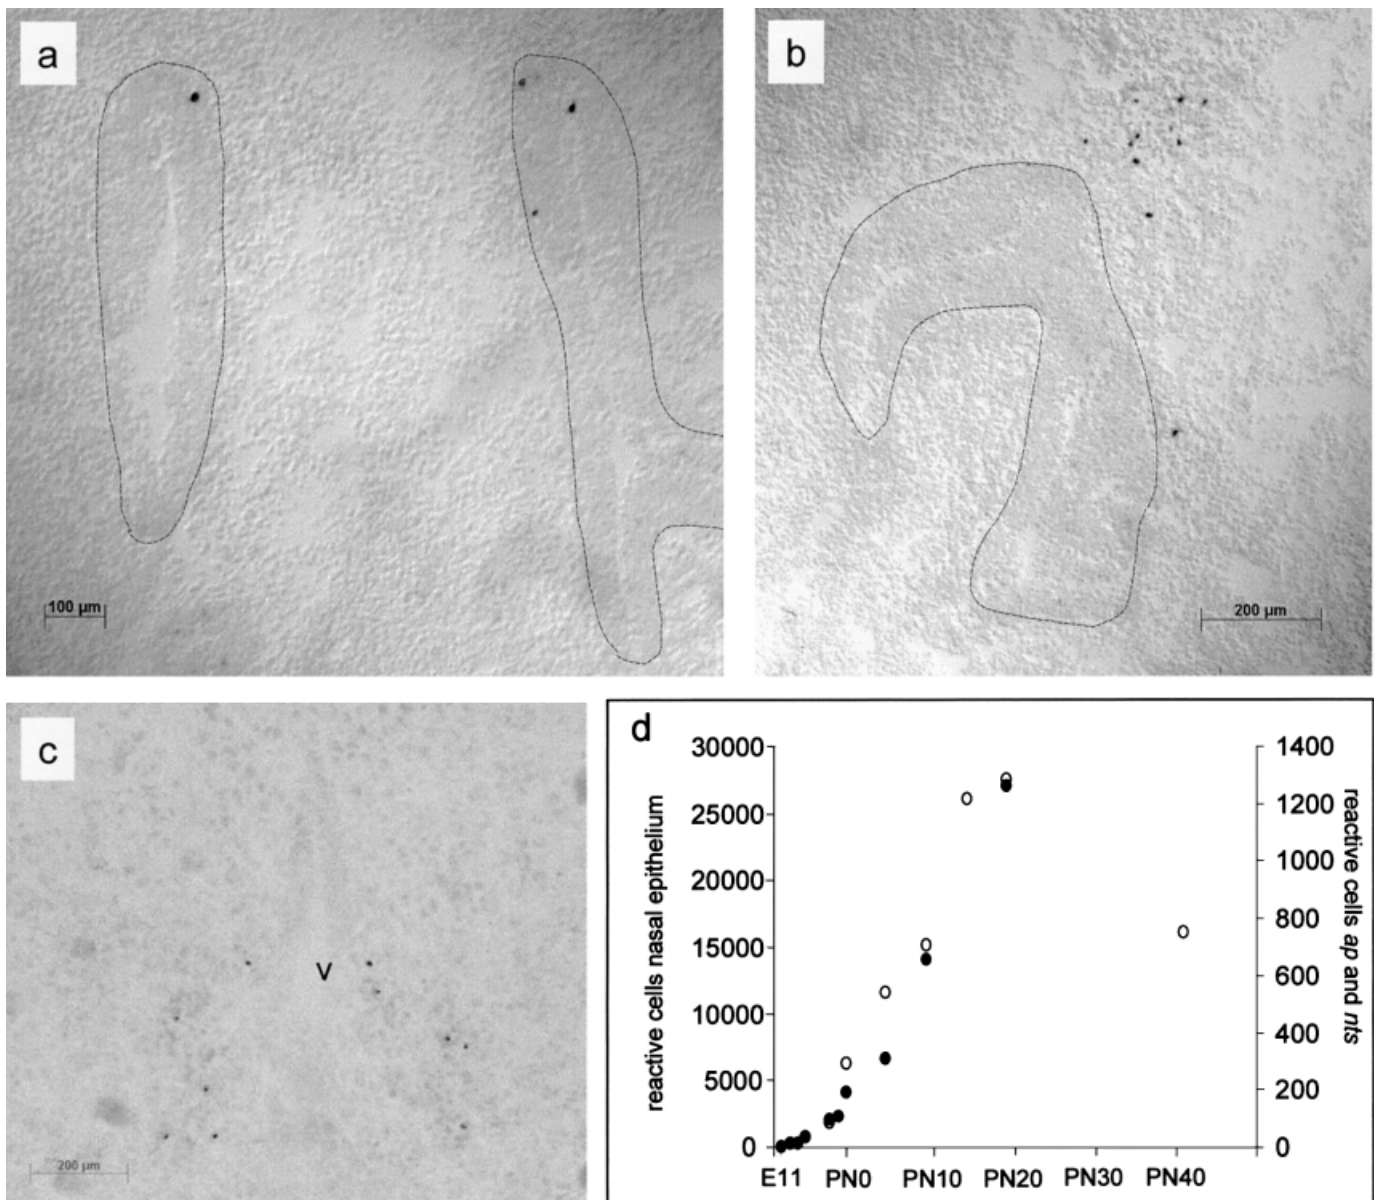 a
100 µm
b
200 µm
c
v
200 µm
d
reactive cells nasal epithelium
30000
25000
20000
15000
10000
5000
0
1400
1200
1000
800
600
400
200
0
reactive cells ap and nts
E11 PN0 PN10 PN20 PN30 PN40